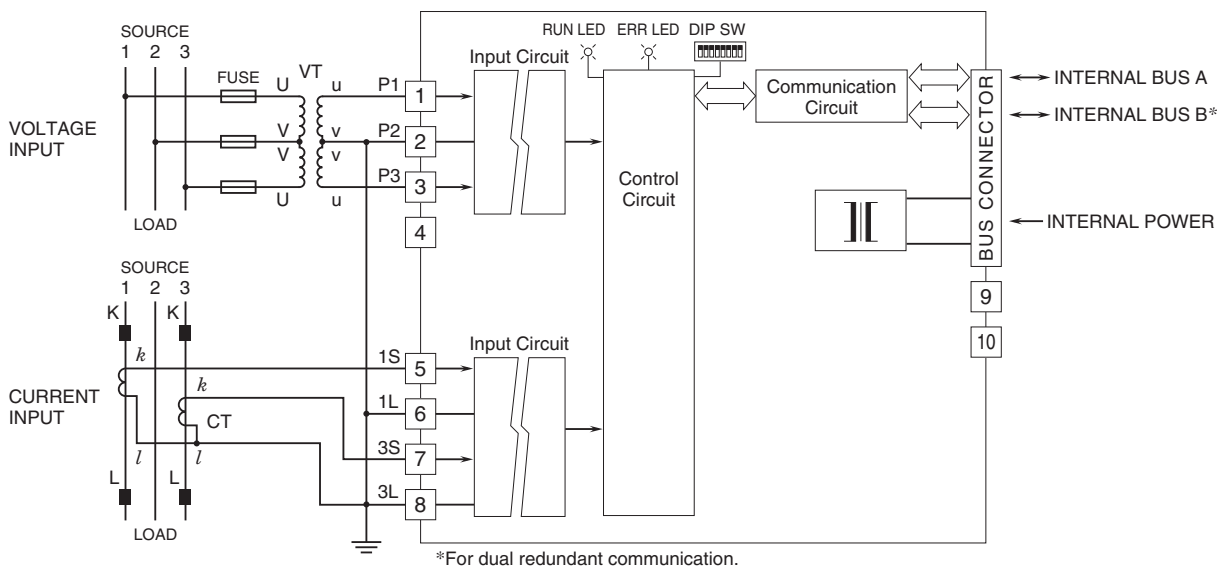 SOURCE
1 2 3
FUSE
U VT u
V v
V v
U u
VOLTAGE
INPUT
LOAD
P1 1
P2 2
P3 3
4
Input Circuit
RUN LED ERR LED DIP SW
Control
Circuit
Communication
Circuit
BUS CONNECTOR
INTERNAL BUS A
INTERNAL BUS B*
INTERNAL POWER
9
10
SOURCE
1 2 3
K K
k
k
CURRENT
INPUT
CT
l l
L L
LOAD
1S 5
1L 6
3S 7
3L 8
Input Circuit
*For dual redundant communication.